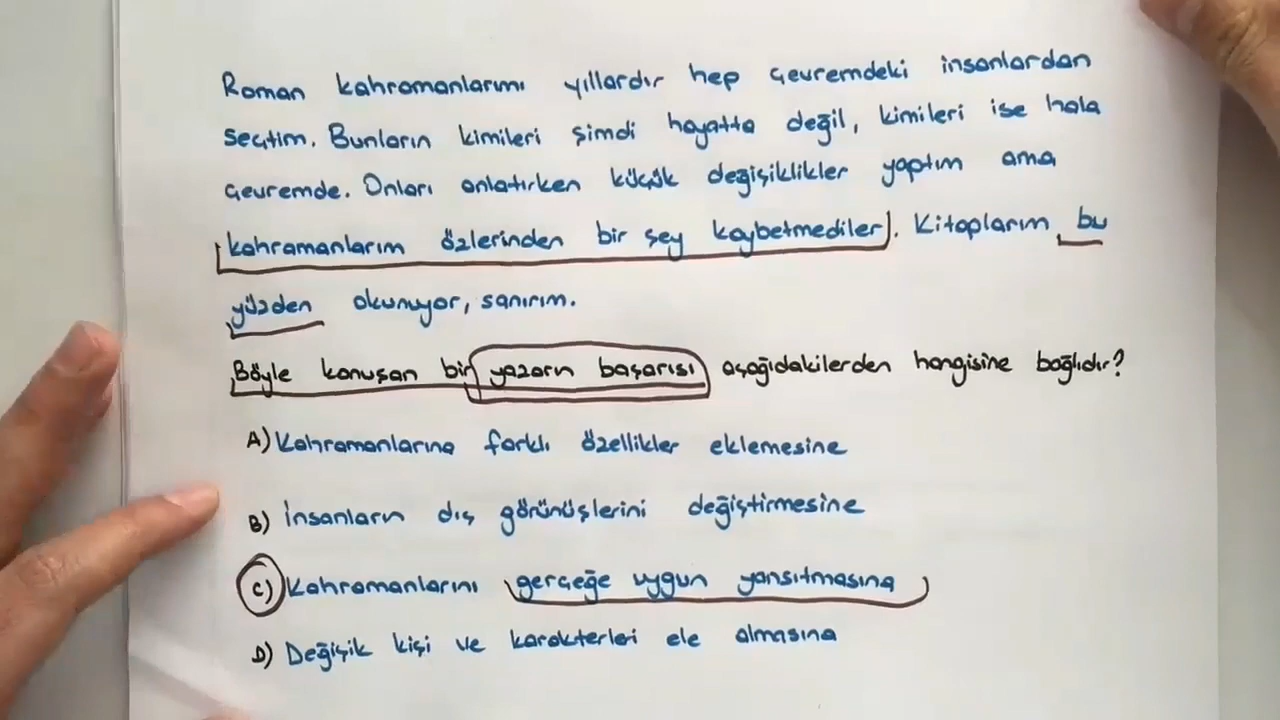 Roman kahramanlarımı yıllardır hep çevremdeki insanlardan
seçtim. Bunların kimileri şimdi hayatta değil, kimileri ise hala
çevremde. Onları anlatırken küçük değişiklikler yaptım ama
kahramanlarım özlerinden bir şey kaybetmediler. Kitaplarım bu
yüzden okunuyor, sanırım.
Böyle konuşan bir yazarın başarısı aşağıdakilerden hangisine bağlıdır?
A) Kahramanlarına farklı özellikler eklemesine
B) İnsanların dış görünüşlerini değiştirmesine
C) Kahramanlarını gerçeğe uygun yansıtmasına
D) Değişik kişi ve karakterleri ele almasına